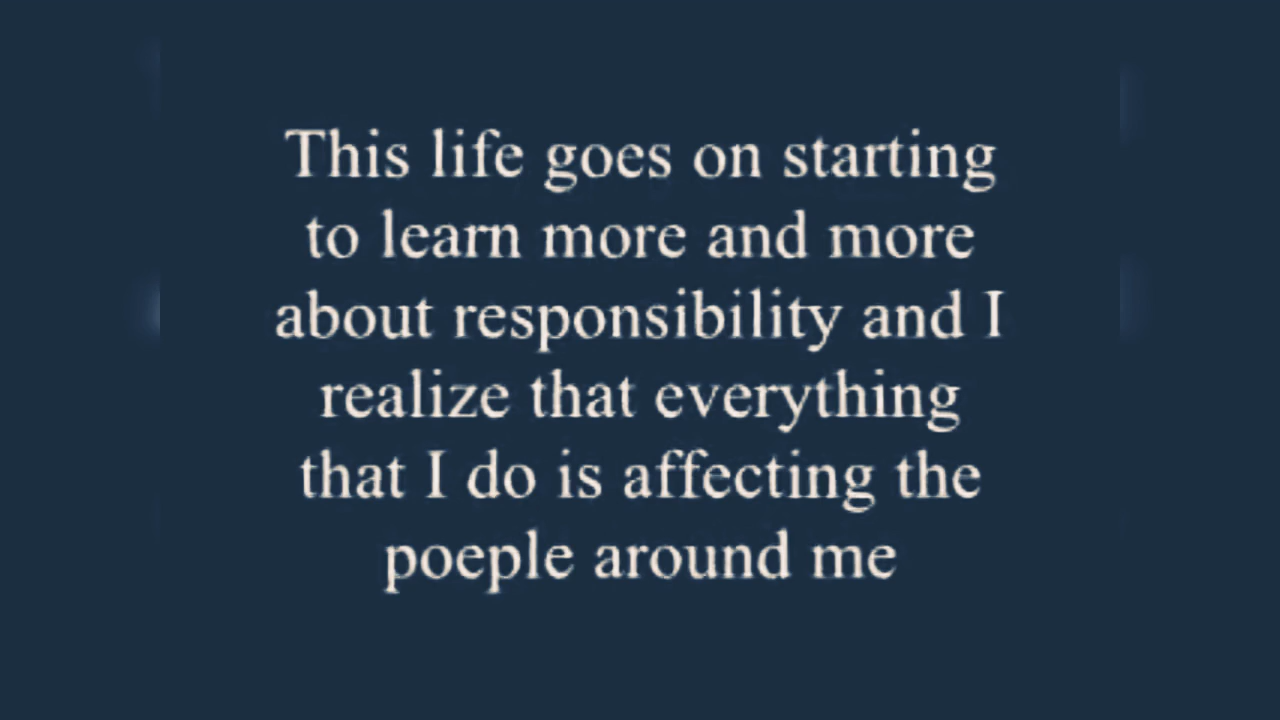 This life goes on starting
to learn more and more
about responsibility and I
realize that everything
that I do is affecting the
poeple around me